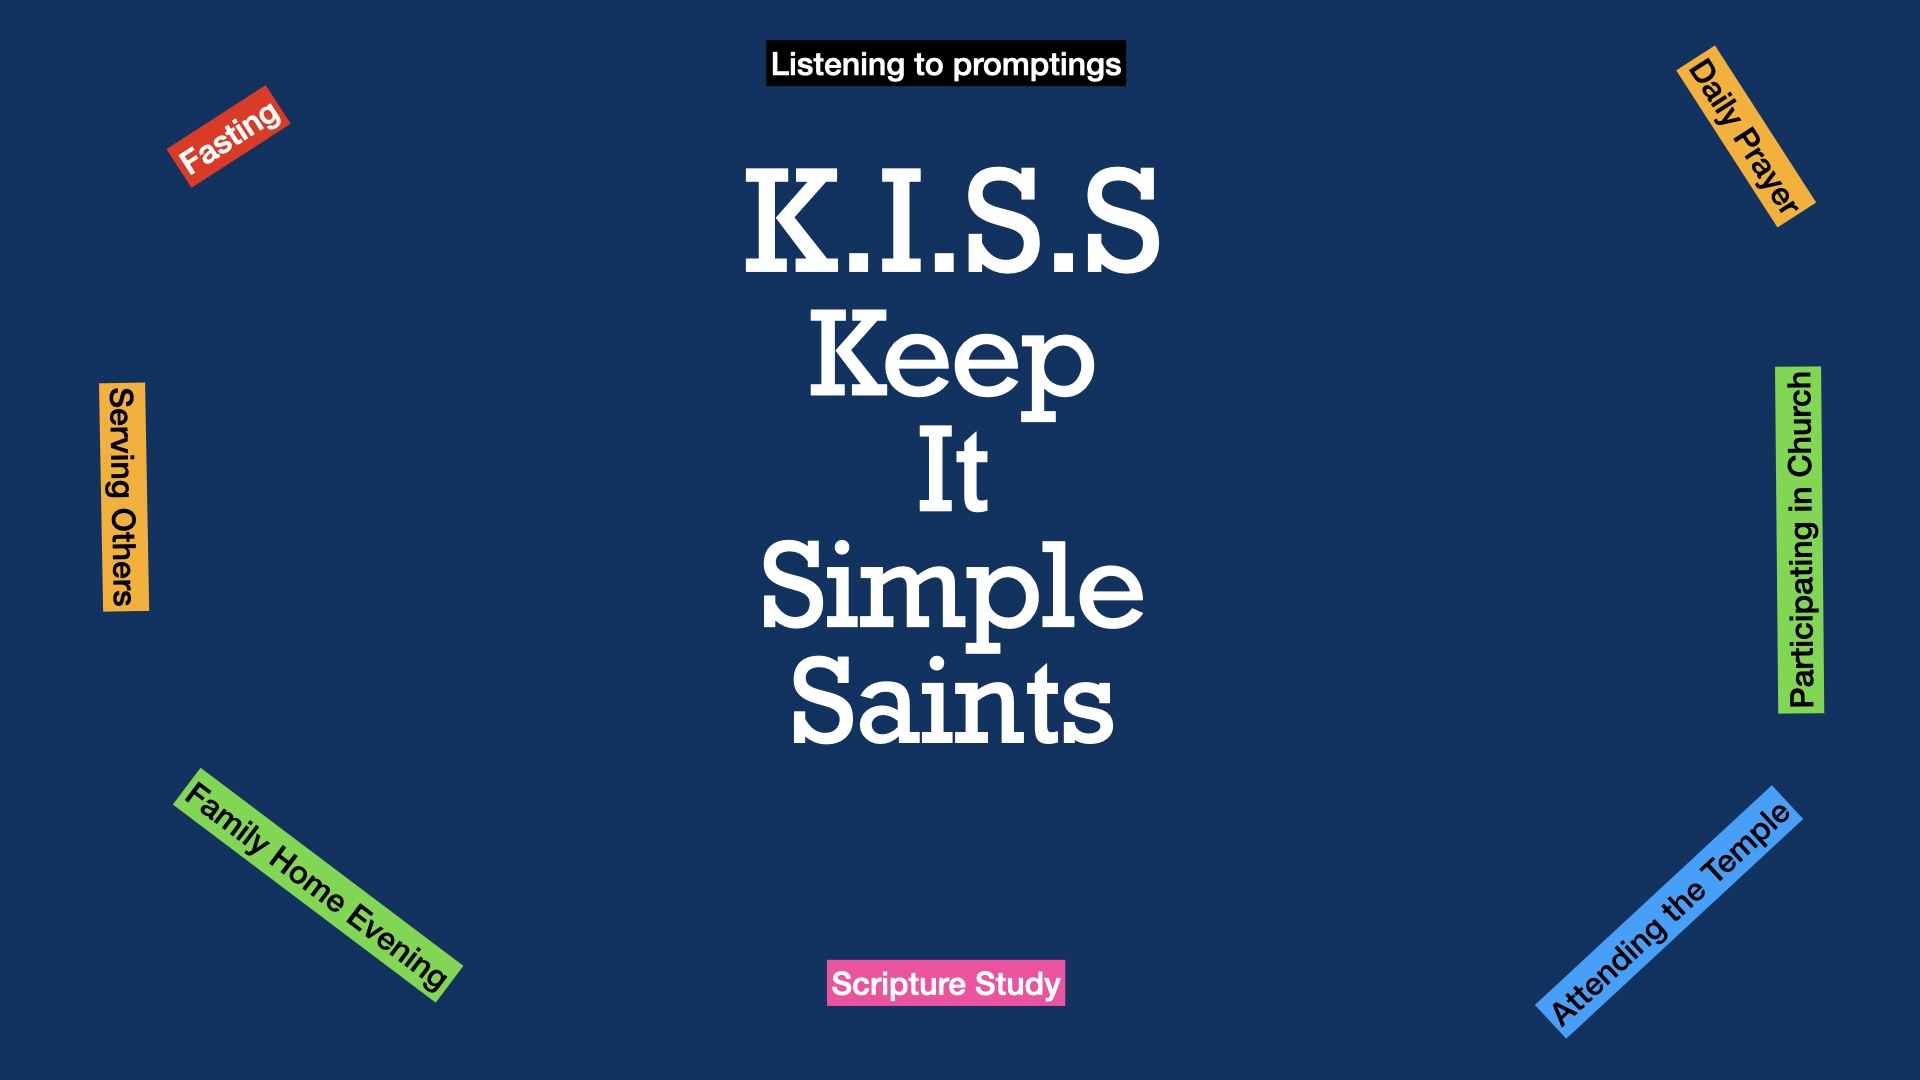 Listening to promptings
Fasting
Daily Prayer
K.I.S.S
Keep
It
Simple
Saints
Serving Others
Participating in Church
Family Home Evening
Attending the Temple
Scripture Study